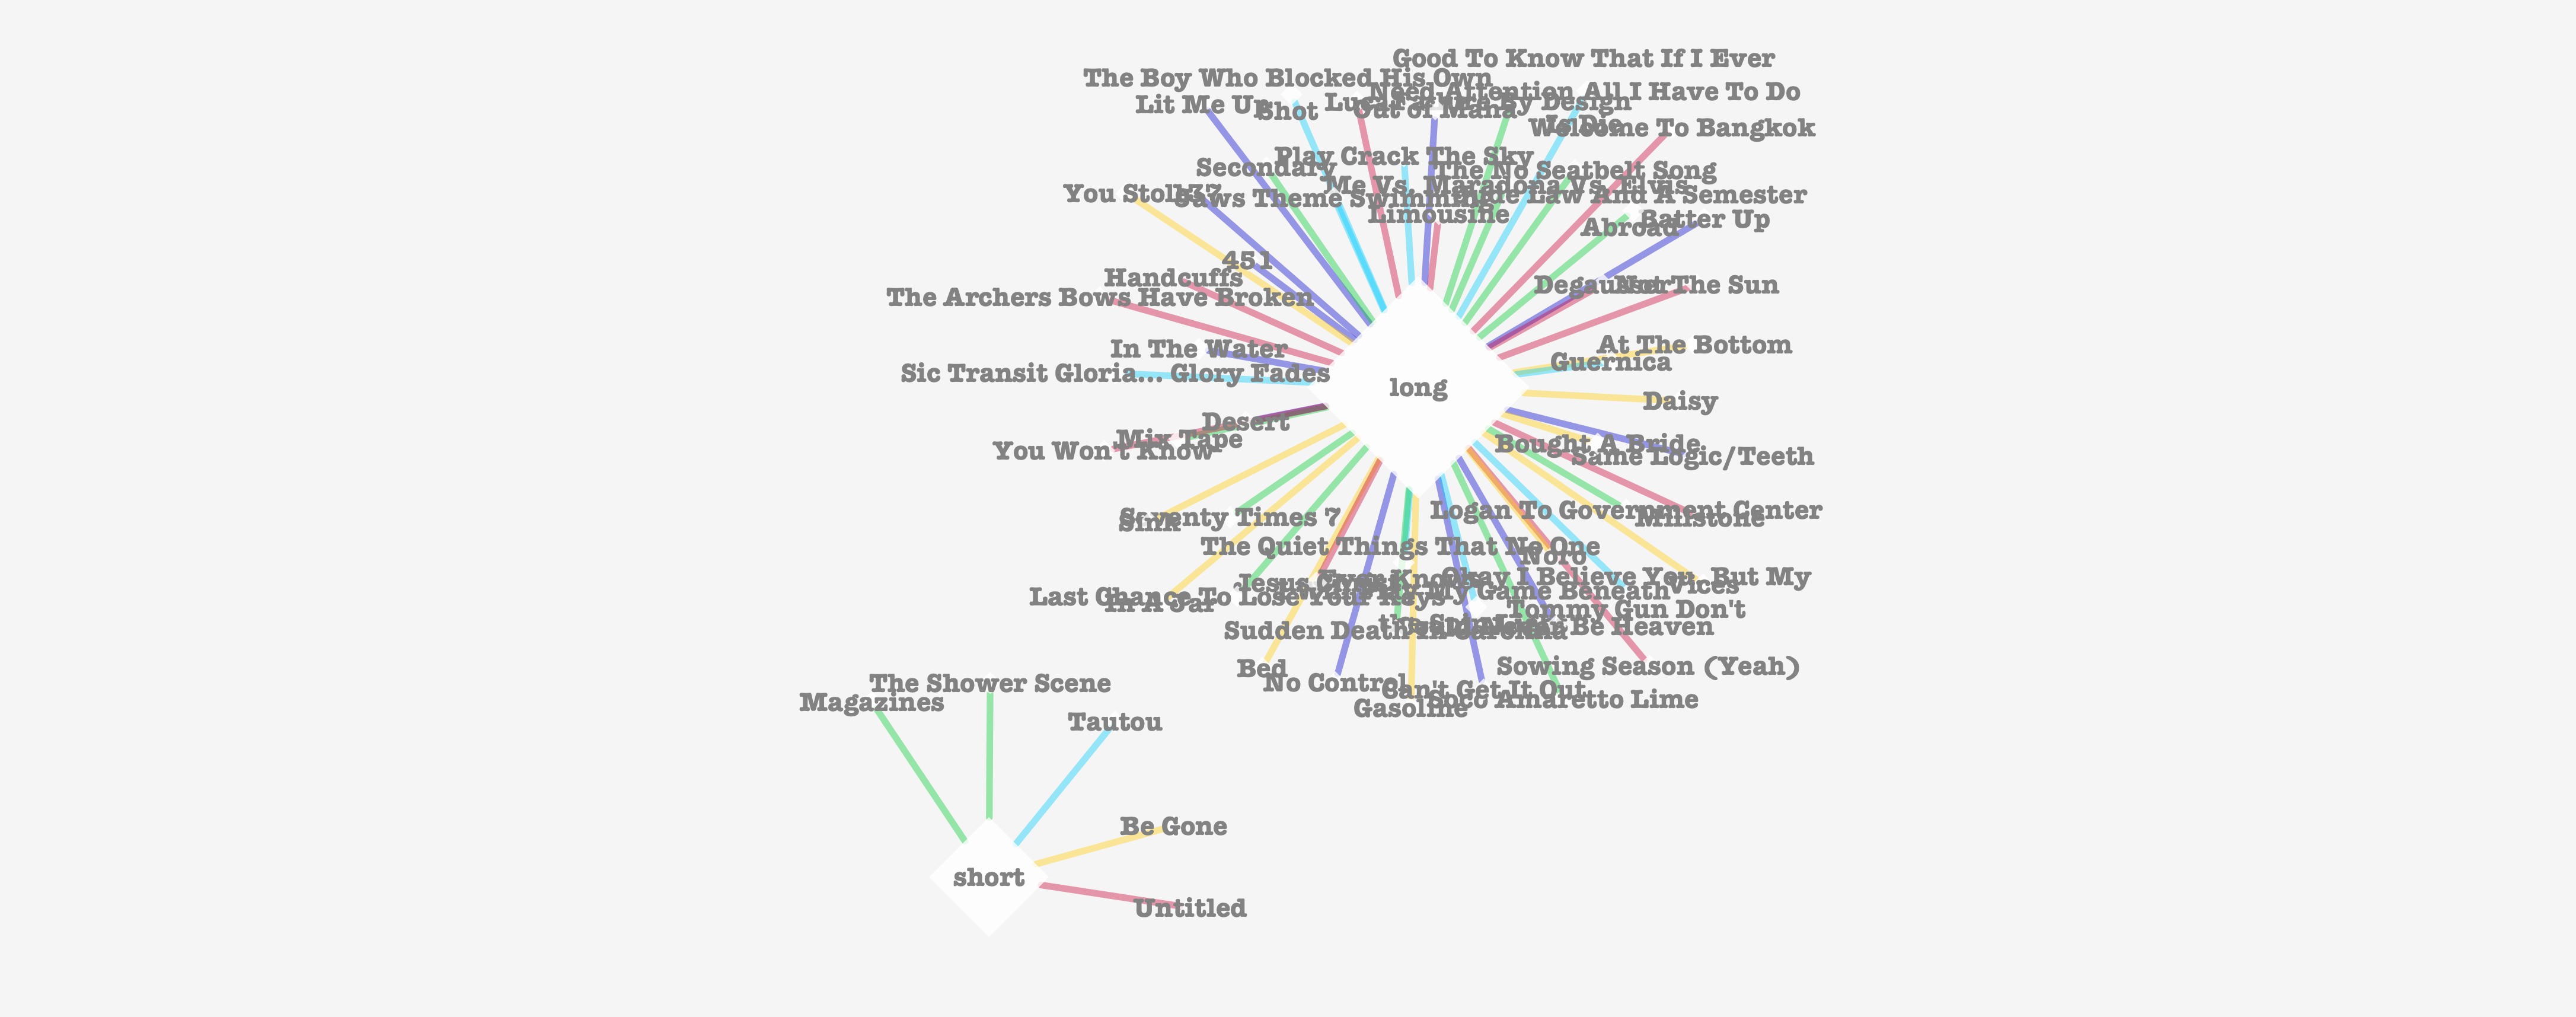 Good To Know That If I Ever
Need Attention All I Have To Do
Is Die
The Boy Who Blocked His Own
Shot
Lit Me Up
Luca
Failure By Design
Out of Mana
Welcome To Bangkok
Play Crack The Sky
Secondary
The No Seatbelt Song
Me Vs. Maradona Vs. Elvis
You Stole
137
Jaws Theme Swimming
Jude Law And A Semester
Abroad
Limousine
Batter Up
451
Handcuffs
The Archers Bows Have Broken
Degausser
Not The Sun
In The Water
At The Bottom
Guernica
Sic Transit Gloria... Glory Fades
long
Daisy
Desert
Mix Tape
You Won't Know
Bought A Bride
Same Logic/Teeth
Logan To Government Center
Millstone
Seventy Times 7
Sink
The Quiet Things That No One
Ever Knows
Noro
Jesus Christ
Okay I Believe You, But My
Tommy Gun Don't
Vices
Last Chance To Lose Your Keys
In A Jar
Sudden Death In Carolina
Could Never Be Heaven
Bed
Sowing Season (Yeah)
No Control
Can't Get It Out
Soco Amaretto Lime
Gasoline
The Shower Scene
Magazines
Tautou
Be Gone
short
Untitled